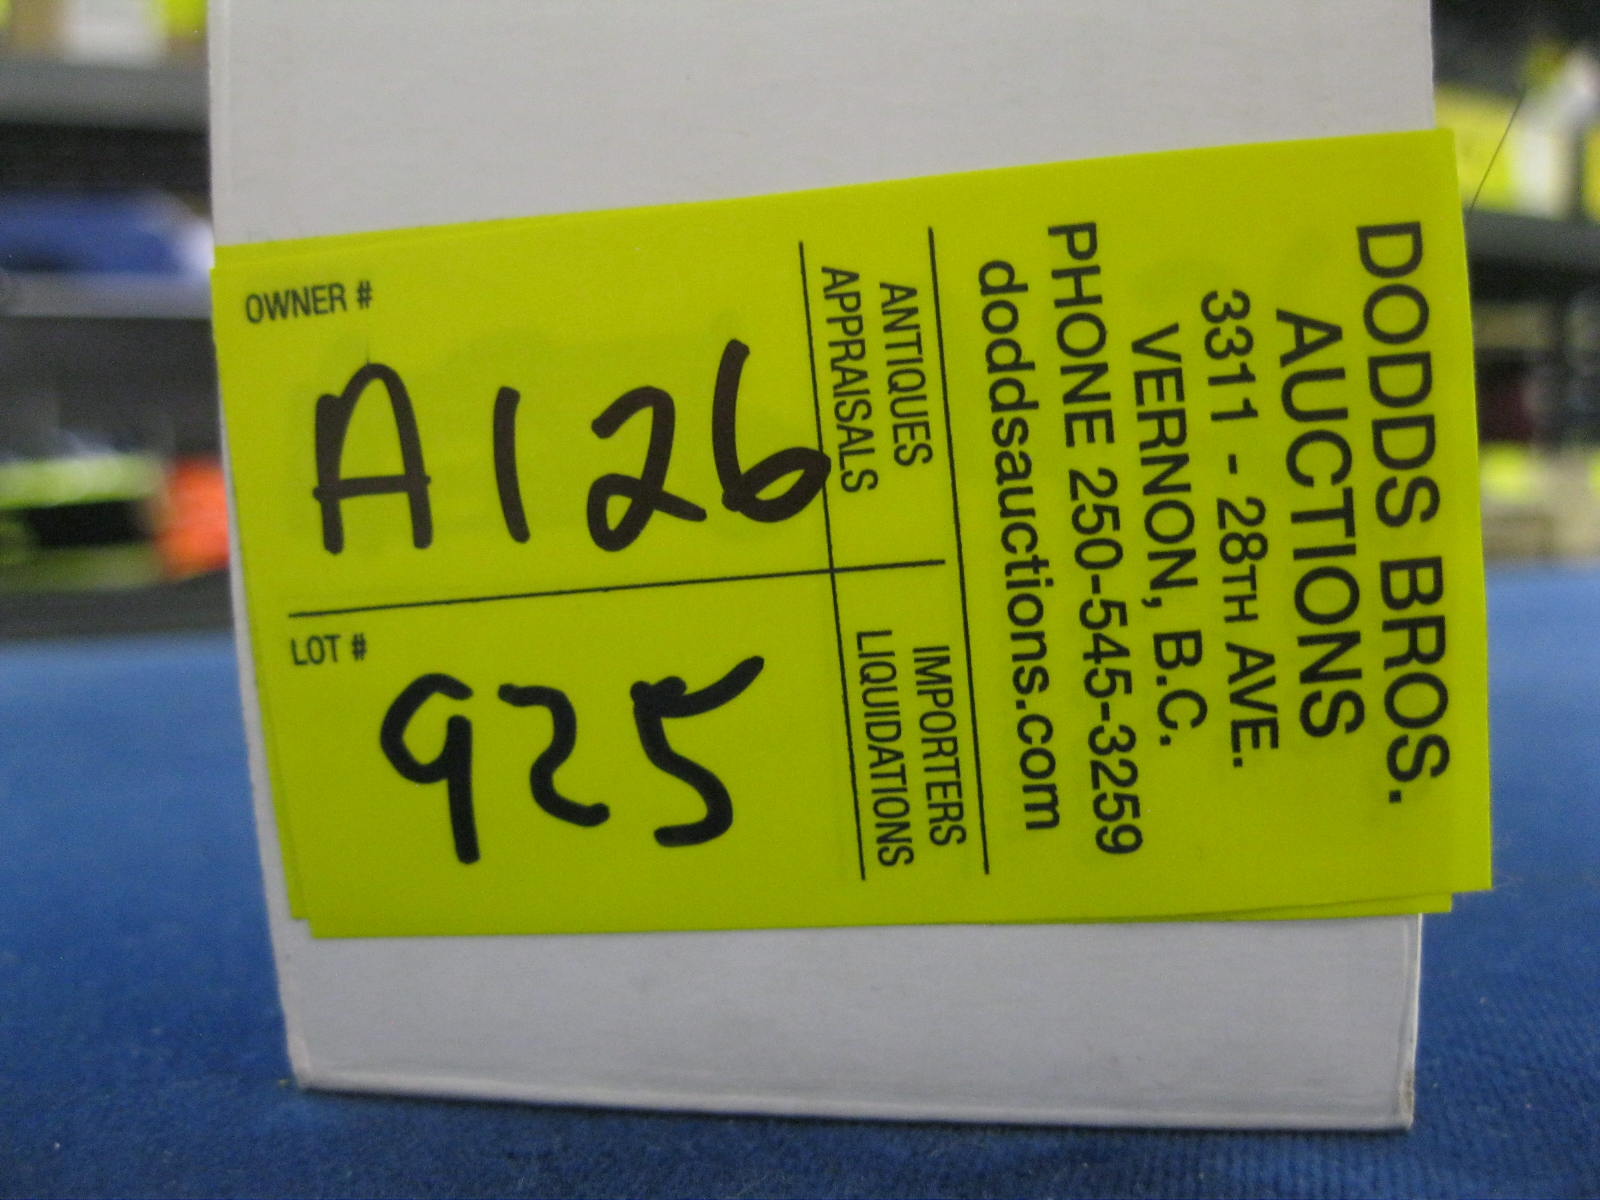 DODDS BROS.
AUCTIONS
3311 - 28TH AVE.
VERNON, B.C.
PHONE 250-545-3259
doddsauctions.com
ANTIQUES
APPRAISALS
IMPORTERS
LIQUIDATIONS
OWNER #
A126
LOT #
925